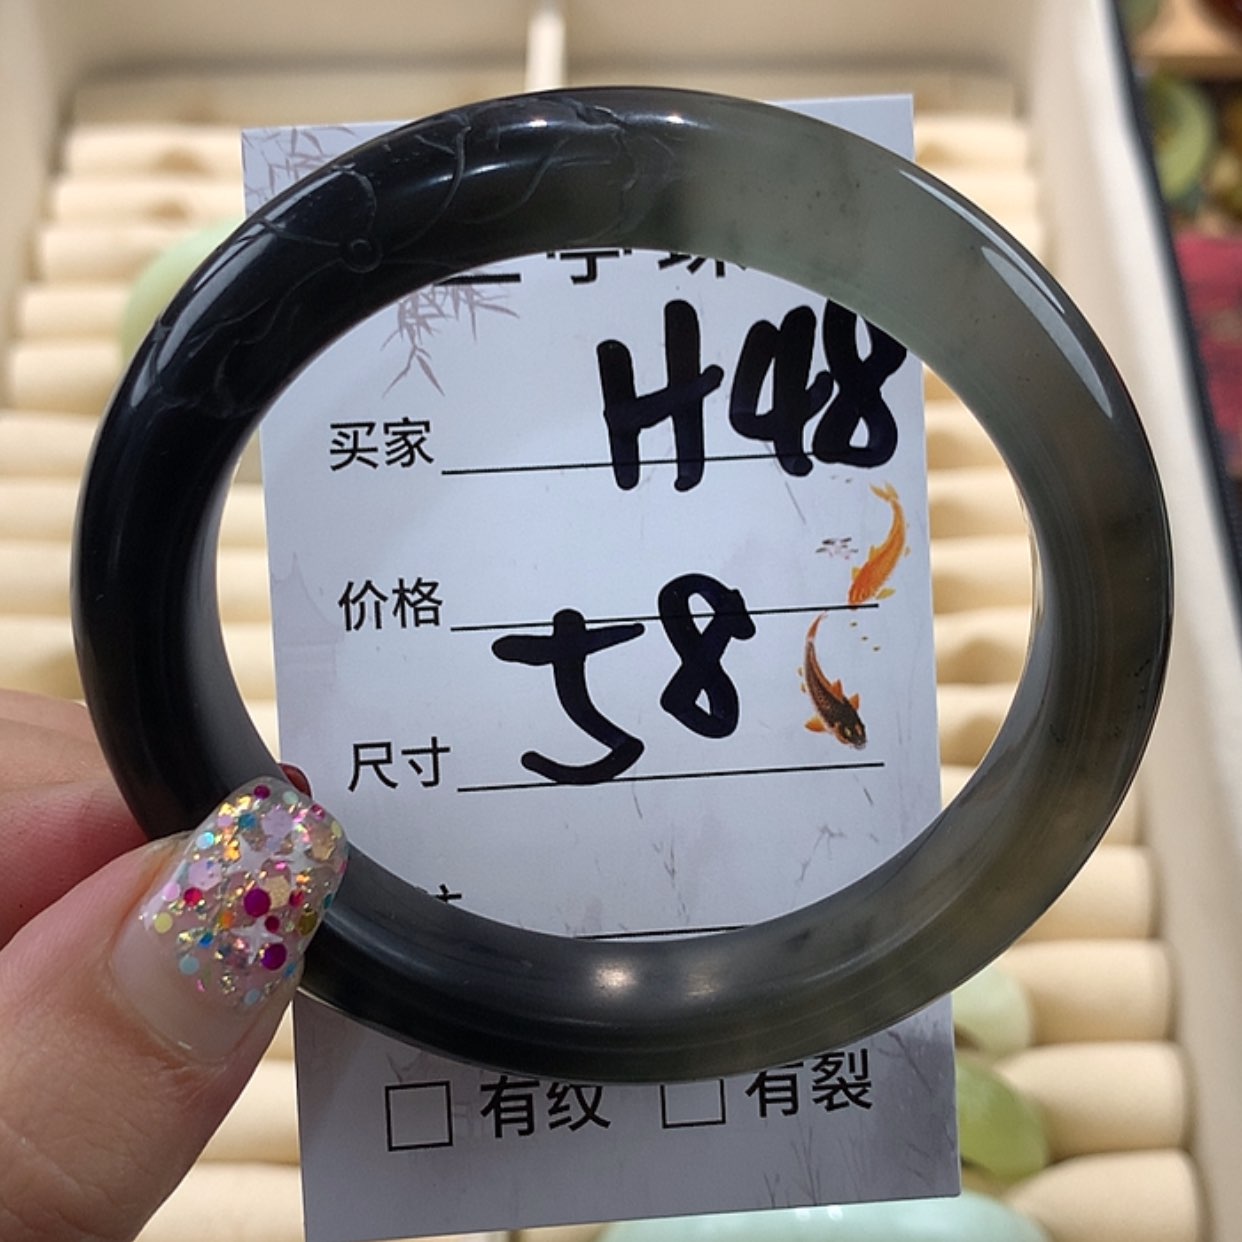 买家 H48
价格
尺寸 58
有纹 有裂